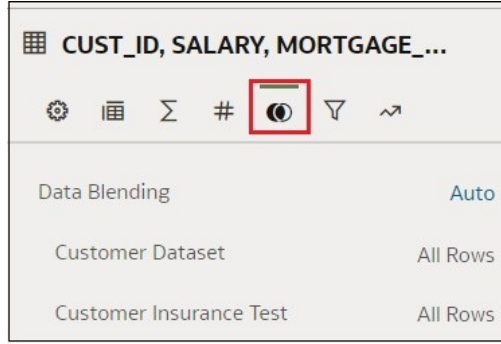 CUST_ID, SALARY, MORTGAGE_...
Σ #
Data Blending Auto
Customer Dataset All Rows
Customer Insurance Test All Rows